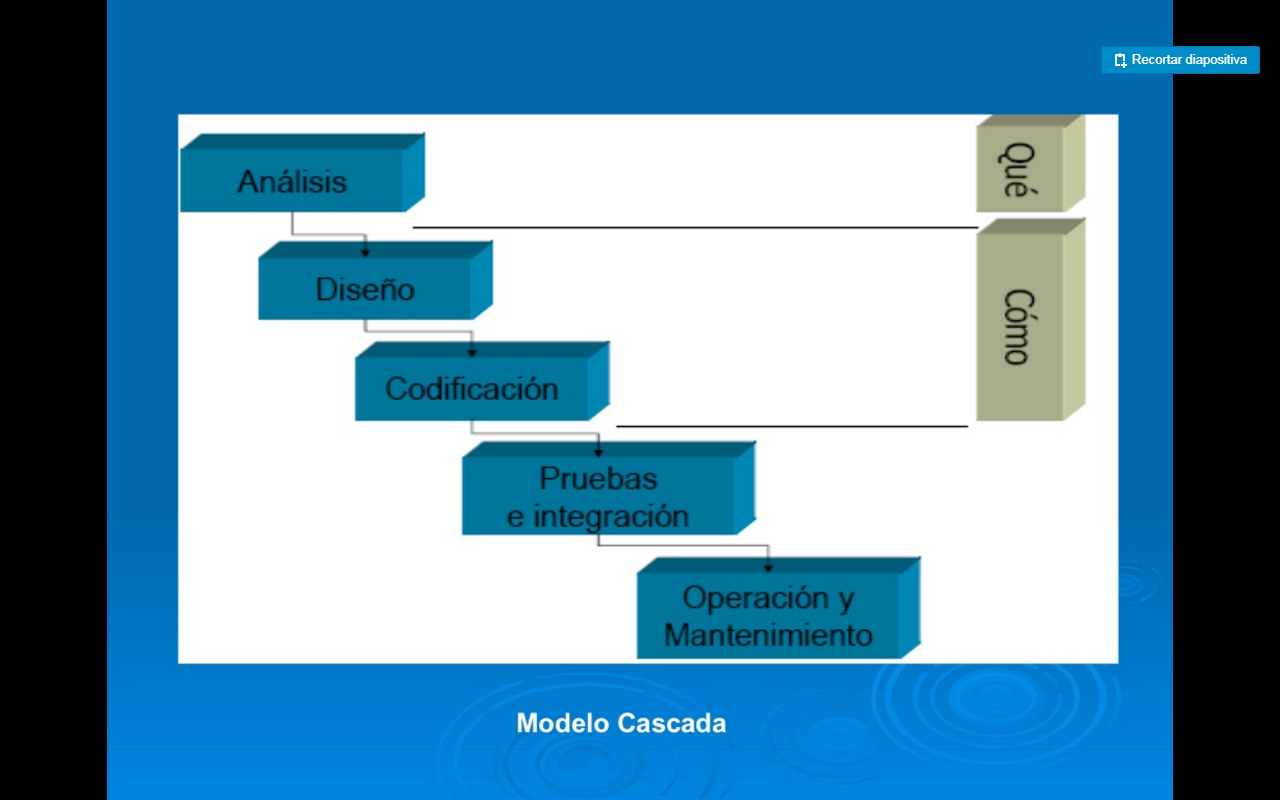 Recortar diapositiva
Análisis
Qué
Diseño
Cómo
Codificación
Pruebas
e integración
Operación y
Mantenimiento
Modelo Cascada